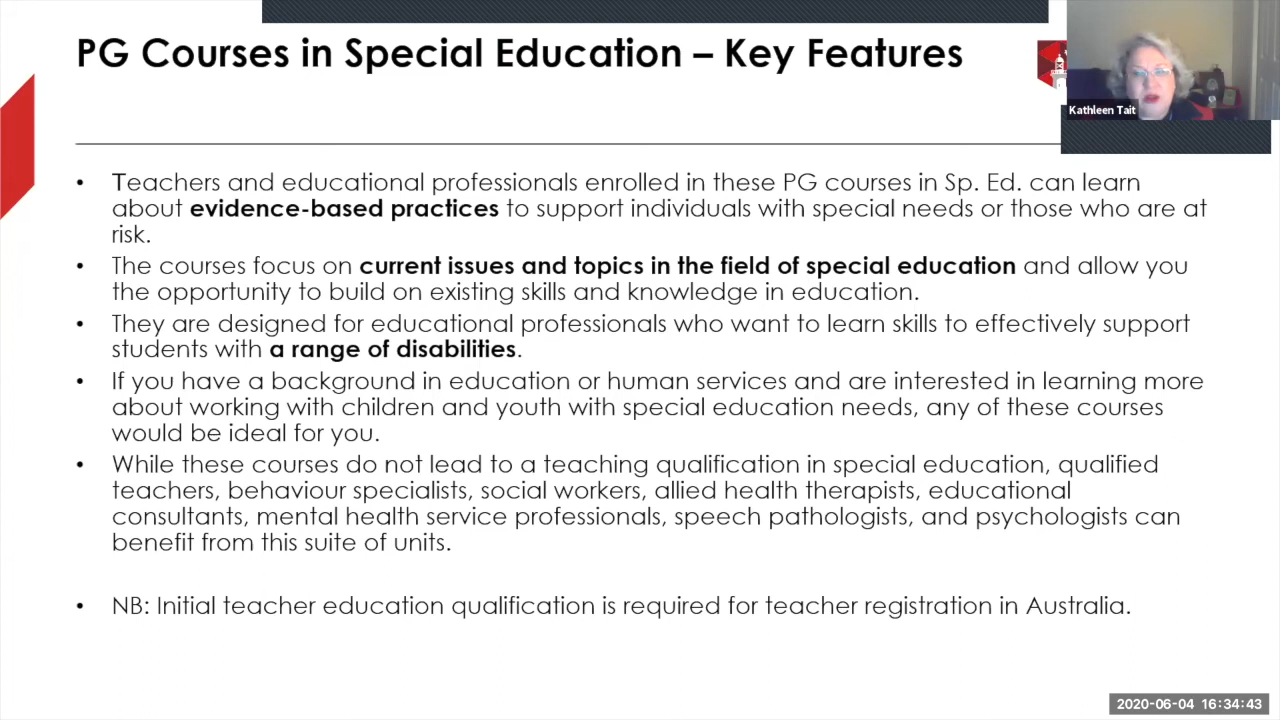 PG Courses in Special Education – Key Features
Kathleen Tait
• Teachers and educational professionals enrolled in these PG courses in Sp. Ed. can learn
about evidence-based practices to support individuals with special needs or those who are at
risk.
• The courses focus on current issues and topics in the field of special education and allow you
the opportunity to build on existing skills and knowledge in education.
• They are designed for educational professionals who want to learn skills to effectively support
students with a range of disabilities.
• If you have a background in education or human services and are interested in learning more
about working with children and youth with special education needs, any of these courses
would be ideal for you.
• While these courses do not lead to a teaching qualification in special education, qualified
teachers, behaviour specialists, social workers, allied health therapists, educational
consultants, mental health service professionals, speech pathologists, and psychologists can
benefit from this suite of units.
• NB: Initial teacher education qualification is required for teacher registration in Australia.
2020-06-04 16:34:43